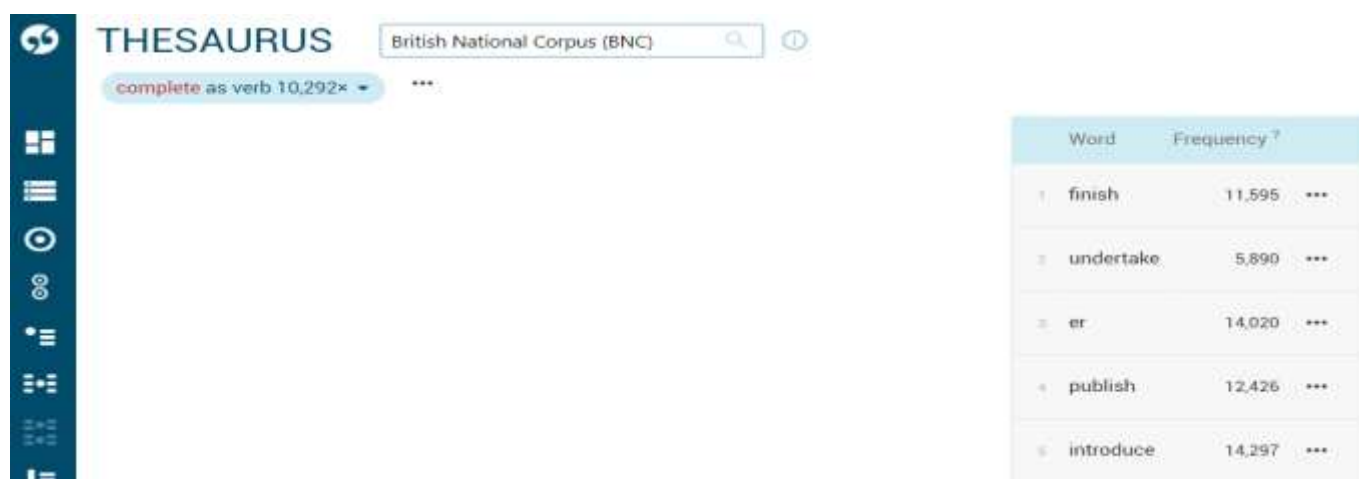 THESAURUS
British National Corpus (BNC)
complete as verb 10,292×
Word Frequency ?
1 finish 11,595
2 undertake 5,890
3 er 14,020
4 publish 12,426
5 introduce 14,297